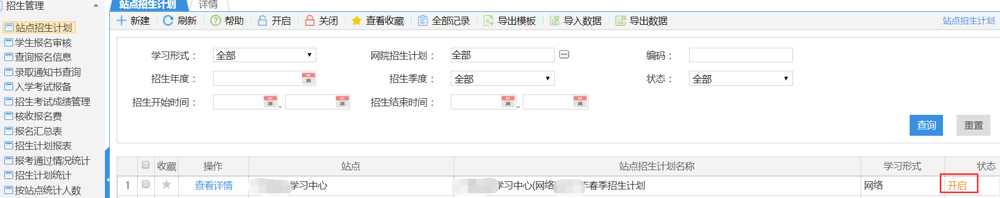 招生管理
站点招生计划
学生报名审核
查询报名信息
录取通知书查询
入学考试报备
招生考试成绩管理
核收报名费
报名汇总表
招生计划报表
报考通过情况统计
招生计划统计
按站点统计人数
站点招生计划 详情
新建 刷新 帮助 开启 关闭 查看收藏 全部记录 导出模板 导入数据 导出数据 站点招生计划
学习形式： 全部 网院招生计划： 全部 编码：
招生年度： 招生季度： 全部 状态： 全部
招生开始时间： - 招生结束时间： -
查询 重置
收藏 操作 站点 站点招生计划名称 学习形式 状态
1 查看详情 学习中心 学习中心(网络 年春季招生计划 网络 开启